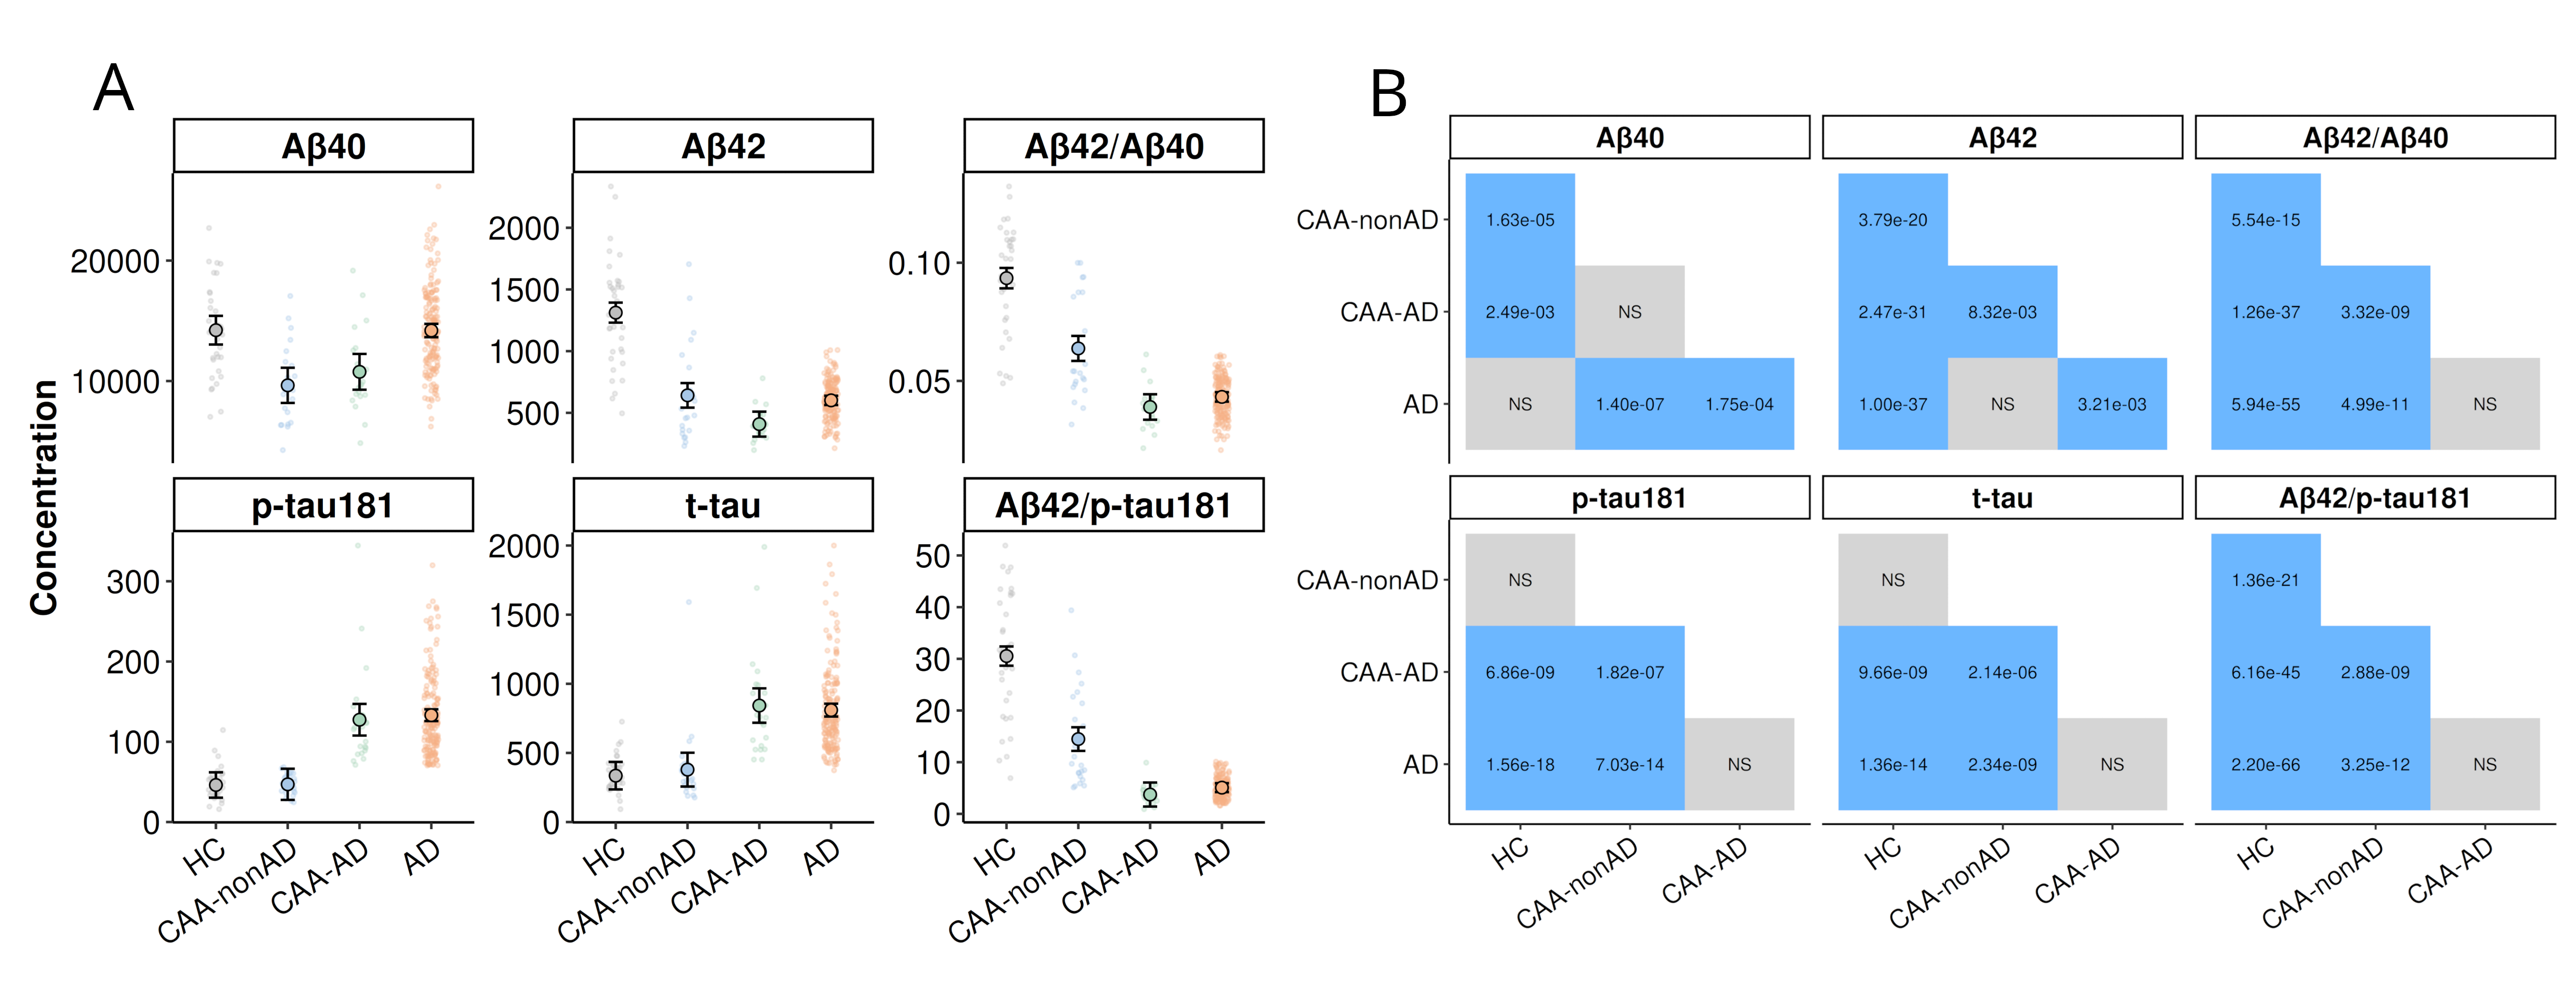 A
Aβ40
Aβ42
Aβ42/Aβ40
20000
10000
2000
1500
1000
500
0.10
0.05
Concentration
p-tau181
t-tau
Aβ42/p-tau181
300
200
100
0
2000
1500
1000
500
0
50
40
30
20
10
0
HC
CAA-nonAD
CAA-AD
AD
HC
CAA-nonAD
CAA-AD
AD
HC
CAA-nonAD
CAA-AD
AD
B
Aβ40
Aβ42
Aβ42/Aβ40
CAA-nonAD
1.63e-05
3.79e-20
5.54e-15
CAA-AD
2.49e-03
NS
2.47e-31
8.32e-03
1.26e-37
3.32e-09
AD
NS
1.40e-07
1.75e-04
1.00e-37
NS
3.21e-03
5.94e-55
4.99e-11
NS
p-tau181
t-tau
Aβ42/p-tau181
CAA-nonAD
NS
NS
1.36e-21
CAA-AD
6.86e-09
1.82e-07
9.66e-09
2.14e-06
6.16e-45
2.88e-09
AD
1.56e-18
7.03e-14
NS
1.36e-14
2.34e-09
NS
2.20e-66
3.25e-12
NS
HC
CAA-nonAD
CAA-AD
HC
CAA-nonAD
CAA-AD
HC
CAA-nonAD
CAA-AD